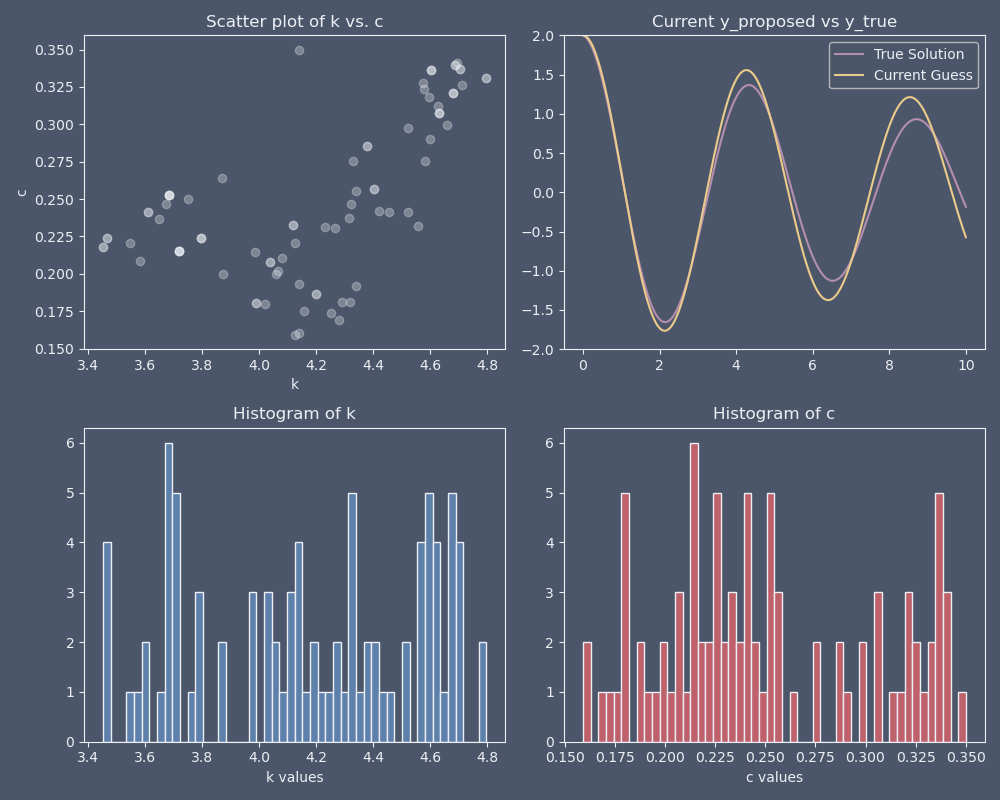 Scatter plot of k vs. c
0.350
0.325
0.300
0.275
0.250
0.225
0.200
0.175
0.150
c
3.4 3.6 3.8 4.0 4.2 4.4 4.6 4.8
k
Current y_proposed vs y_true
True Solution
Current Guess
2.0
1.5
1.0
0.5
0.0
−0.5
−1.0
−1.5
−2.0
0 2 4 6 8 10
Histogram of k
6
5
4
3
2
1
0
3.4 3.6 3.8 4.0 4.2 4.4 4.6 4.8
k values
Histogram of c
6
5
4
3
2
1
0
0.150 0.175 0.200 0.225 0.250 0.275 0.300 0.325 0.350
c values